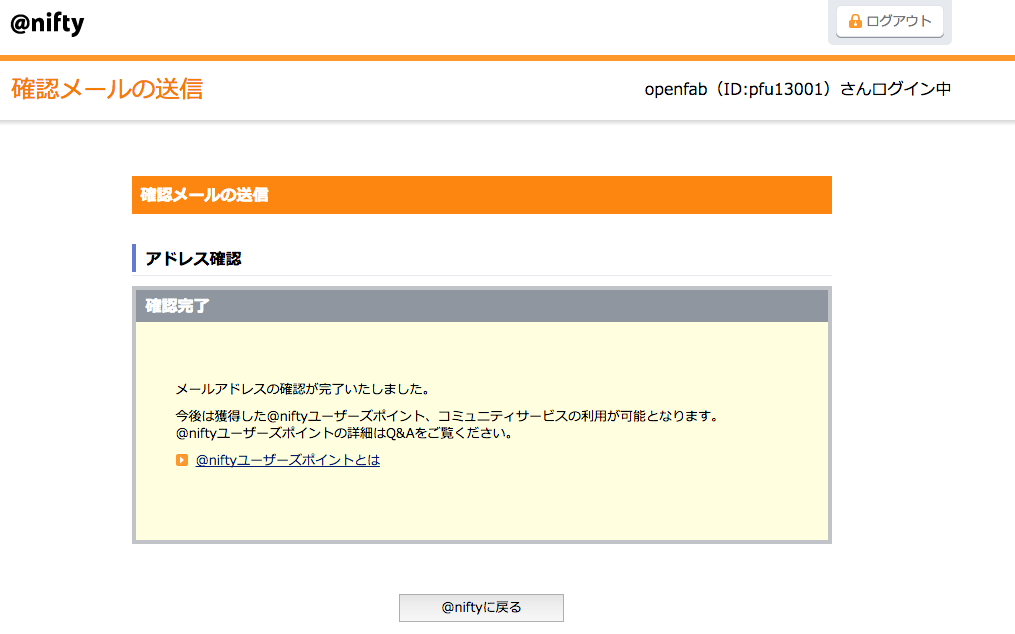 @nifty
ログアウト
確認メールの送信
openfab（ID:pfu13001）さんログイン中
確認メールの送信
アドレス確認
確認完了
メールアドレスの確認が完了いたしました。
今後は獲得した@niftyユーザーズポイント、コミュニティサービスの利用が可能となります。
@niftyユーザーズポイントの詳細はQ&Aをご覧ください。
@niftyユーザーズポイントとは
@niftyに戻る